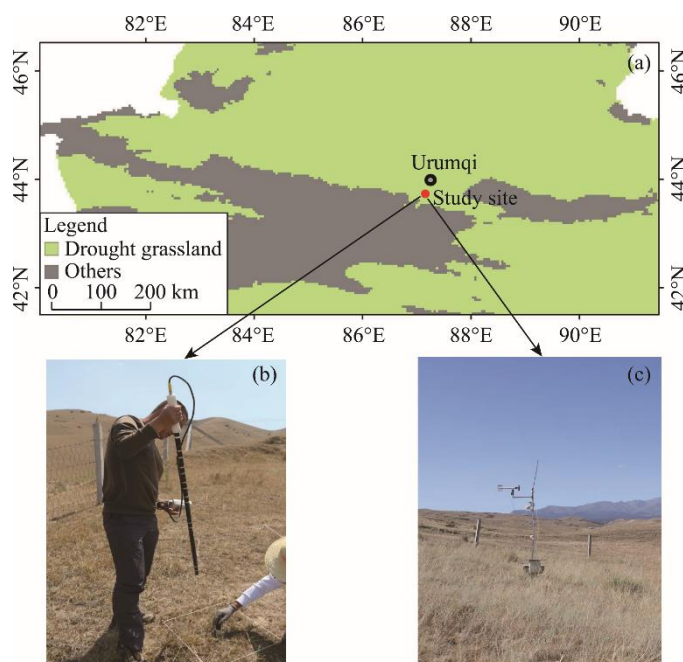 82°E 84°E 86°E 88°E 90°E
(a)
46°N 46°N
Urumqi
44°N 44°N
Study site
Legend
Drought grassland
Others
0 100 200 km
42°N 42°N
82°E 84°E 86°E 88°E 90°E
(b) (c)